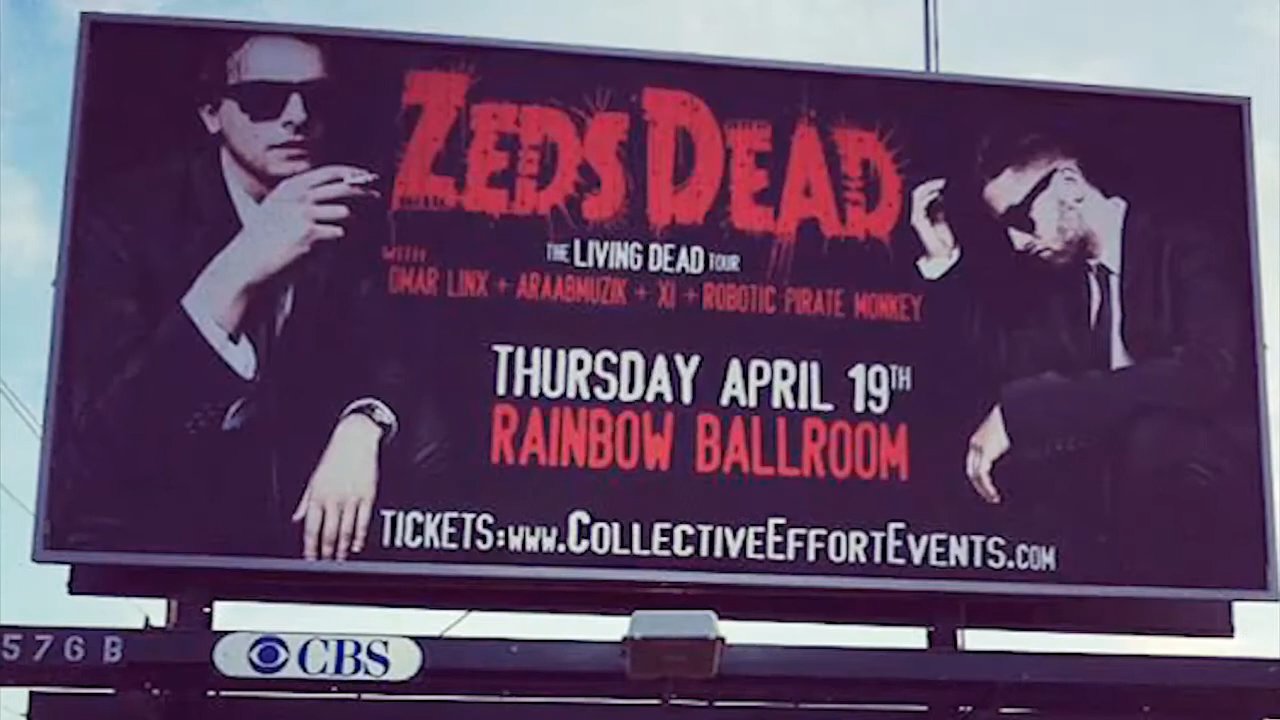 ZEDS DEAD
THE LIVING DEAD TOUR
WITH
OMAR LINX + ARAABMUZIK + XI + ROBOTIC PIRATE MONKEY
THURSDAY APRIL 19TH
RAINBOW BALLROOM
TICKETS:WWW.COLLECTIVEEFFORTEVENTS.COM
576B
CBS